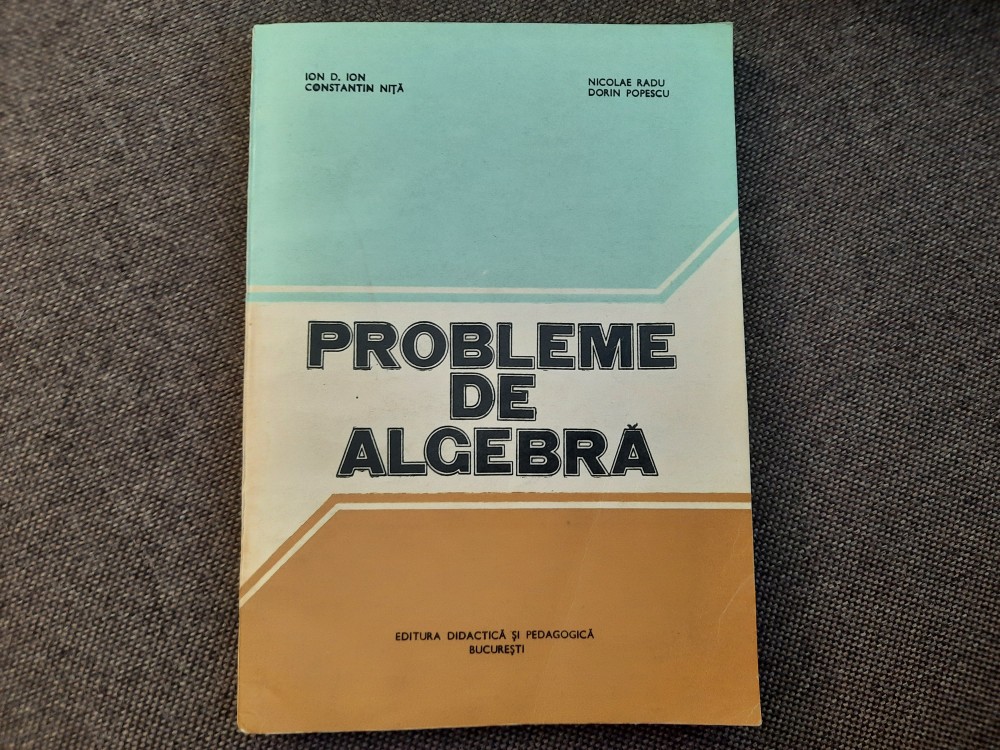 ION D. ION
CONSTANTIN NIȚĂ
NICOLAE RADU
DORIN POPESCU
PROBLEME
DE
ALGEBRĂ
EDITURA DIDACTICĂ ȘI PEDAGOGICĂ
BUCUREȘTI